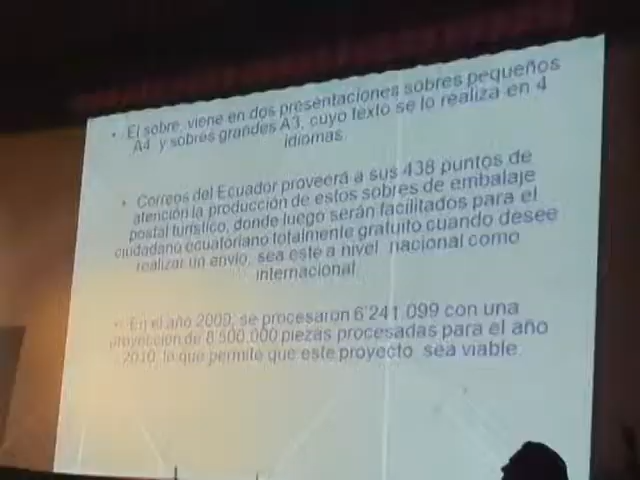 • El sobre, viene en dos presentaciones sobres pequeños
A4 y sobres grandes A3, cuyo texto se lo realiza en 4
idiomas.
• Correos del Ecuador proveerá a sus 438 puntos de
atención la producción de estos sobres de embalaje
postal turístico, donde luego serán facilitados para el
ciudadano ecuatoriano totalmente gratuito cuando desee
realizar un envío, sea este a nivel nacional como
internacional.
• En el año 2009, se procesaron 6'241.099 con una
proyección de 8'500.000 piezas procesadas para el año
2010, lo que permite que este proyecto sea viable.